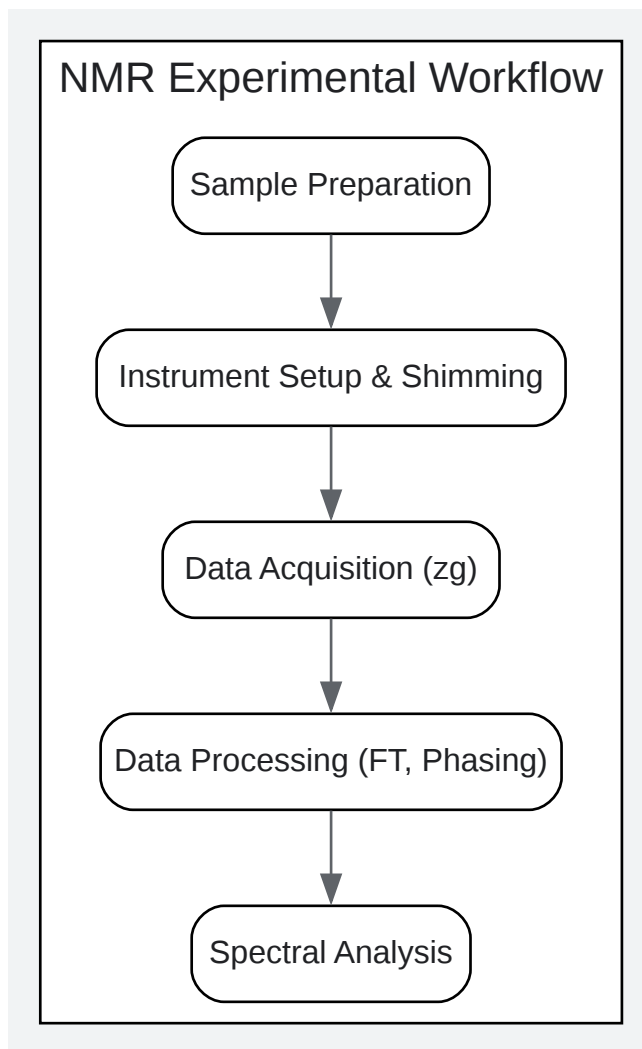 NMR Experimental Workflow
Sample Preparation
Instrument Setup & Shimming
Data Acquisition (zg)
Data Processing (FT, Phasing)
Spectral Analysis